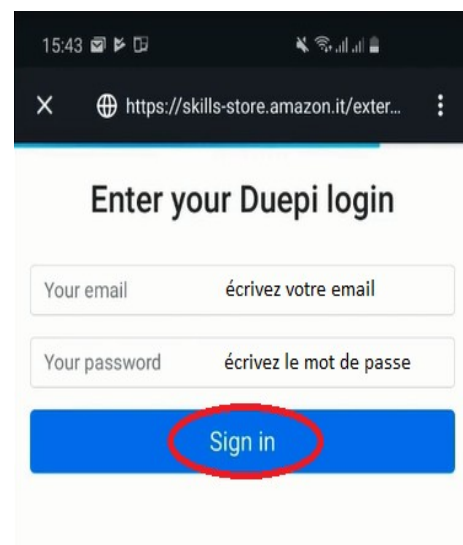 15:43
https://skills-store.amazon.it/exter...
Enter your Duepi login
Your email écrivez votre email
Your password écrivez le mot de passe
Sign in